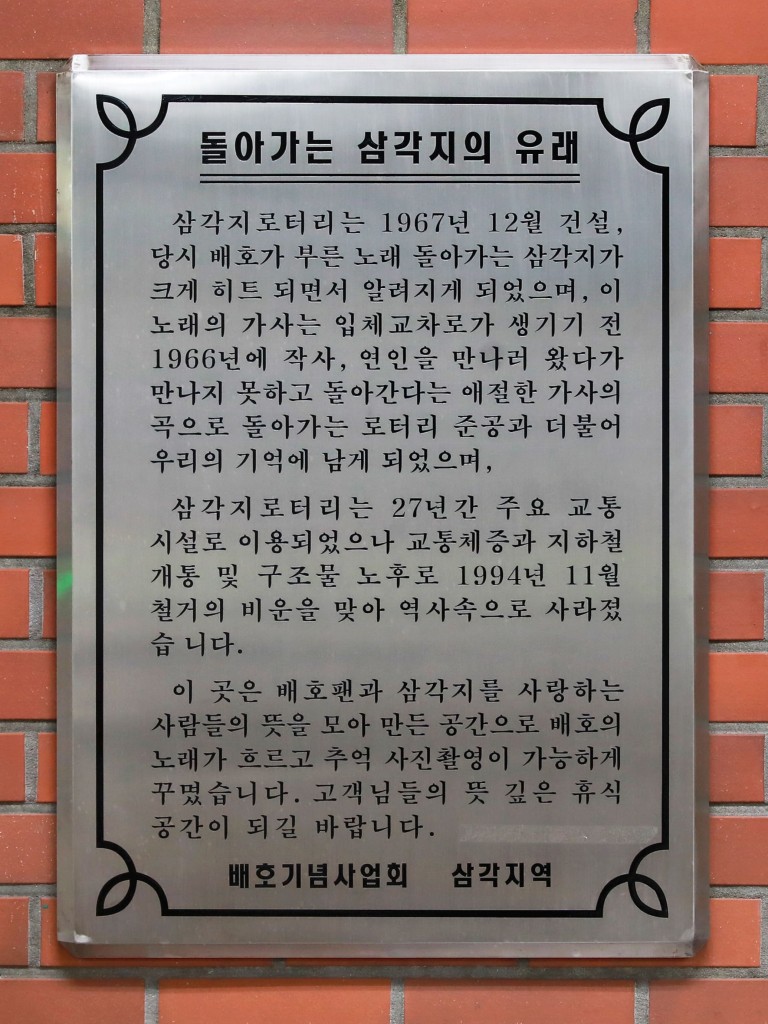 돌아가는 삼각지의 유래
삼각지로터리는 1967년 12월 건설,
당시 배호가 부른 노래 돌아가는 삼각지가
크게 히트 되면서 알려지게 되었으며, 이
노래의 가사는 입체교차로가 생기기 전
1966년에 작사, 연인을 만나러 왔다가
만나지 못하고 돌아간다는 애절한 가사의
곡으로 돌아가는 로터리 준공과 더불어
우리의 기억에 남게 되었으며,
삼각지로터리는 27년간 주요 교통
시설로 이용되었으나 교통체증과 지하철
개통 및 구조물 노후로 1994년 11월
철거의 비운을 맞아 역사속으로 사라졌
습니다.
이 곳은 배호팬과 삼각지를 사랑하는
사람들의 뜻을 모아 만든 공간으로 배호의
노래가 흐르고 추억 사진촬영이 가능하게
꾸몄습니다. 고객님들의 뜻 깊은 휴식
공간이 되길 바랍니다.
배호기념사업회 삼각지역